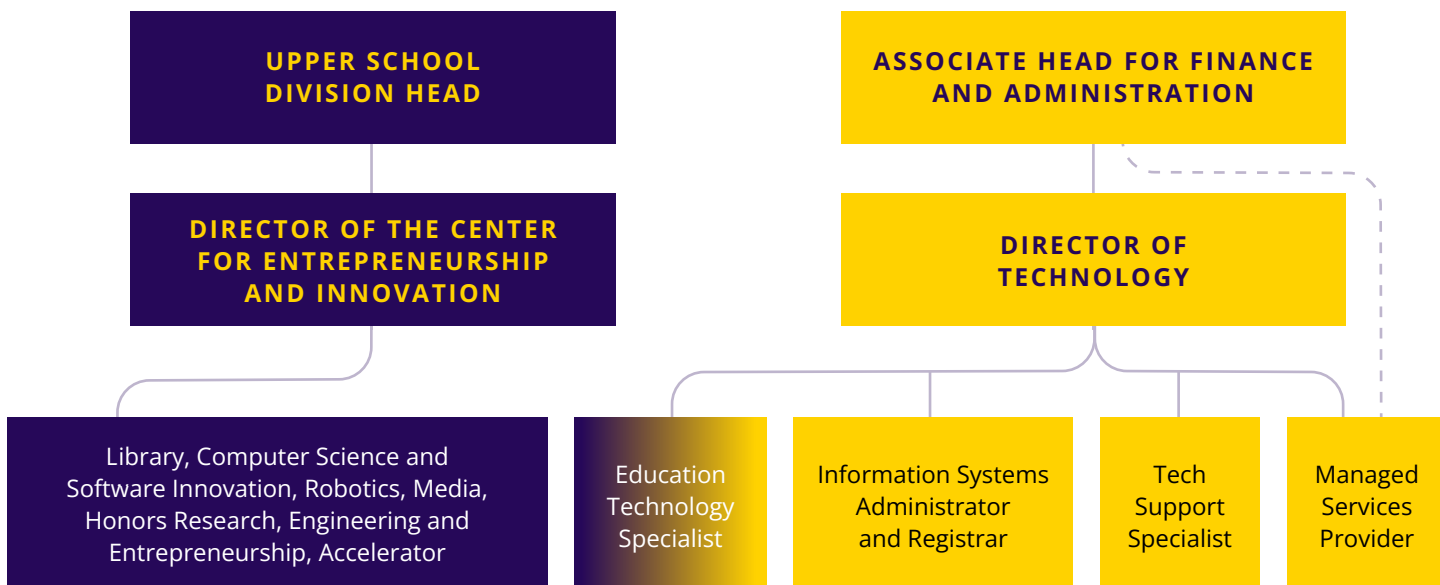 UPPER SCHOOL
DIVISION HEAD
ASSOCIATE HEAD FOR FINANCE
AND ADMINISTRATION
DIRECTOR OF THE CENTER
FOR ENTREPRENEURSHIP
AND INNOVATION
DIRECTOR OF
TECHNOLOGY
Library, Computer Science and
Software Innovation, Robotics, Media,
Honors Research, Engineering and
Entrepreneurship, Accelerator
Education
Technology
Specialist
Information Systems
Administrator
and Registrar
Tech
Support
Specialist
Managed
Services
Provider